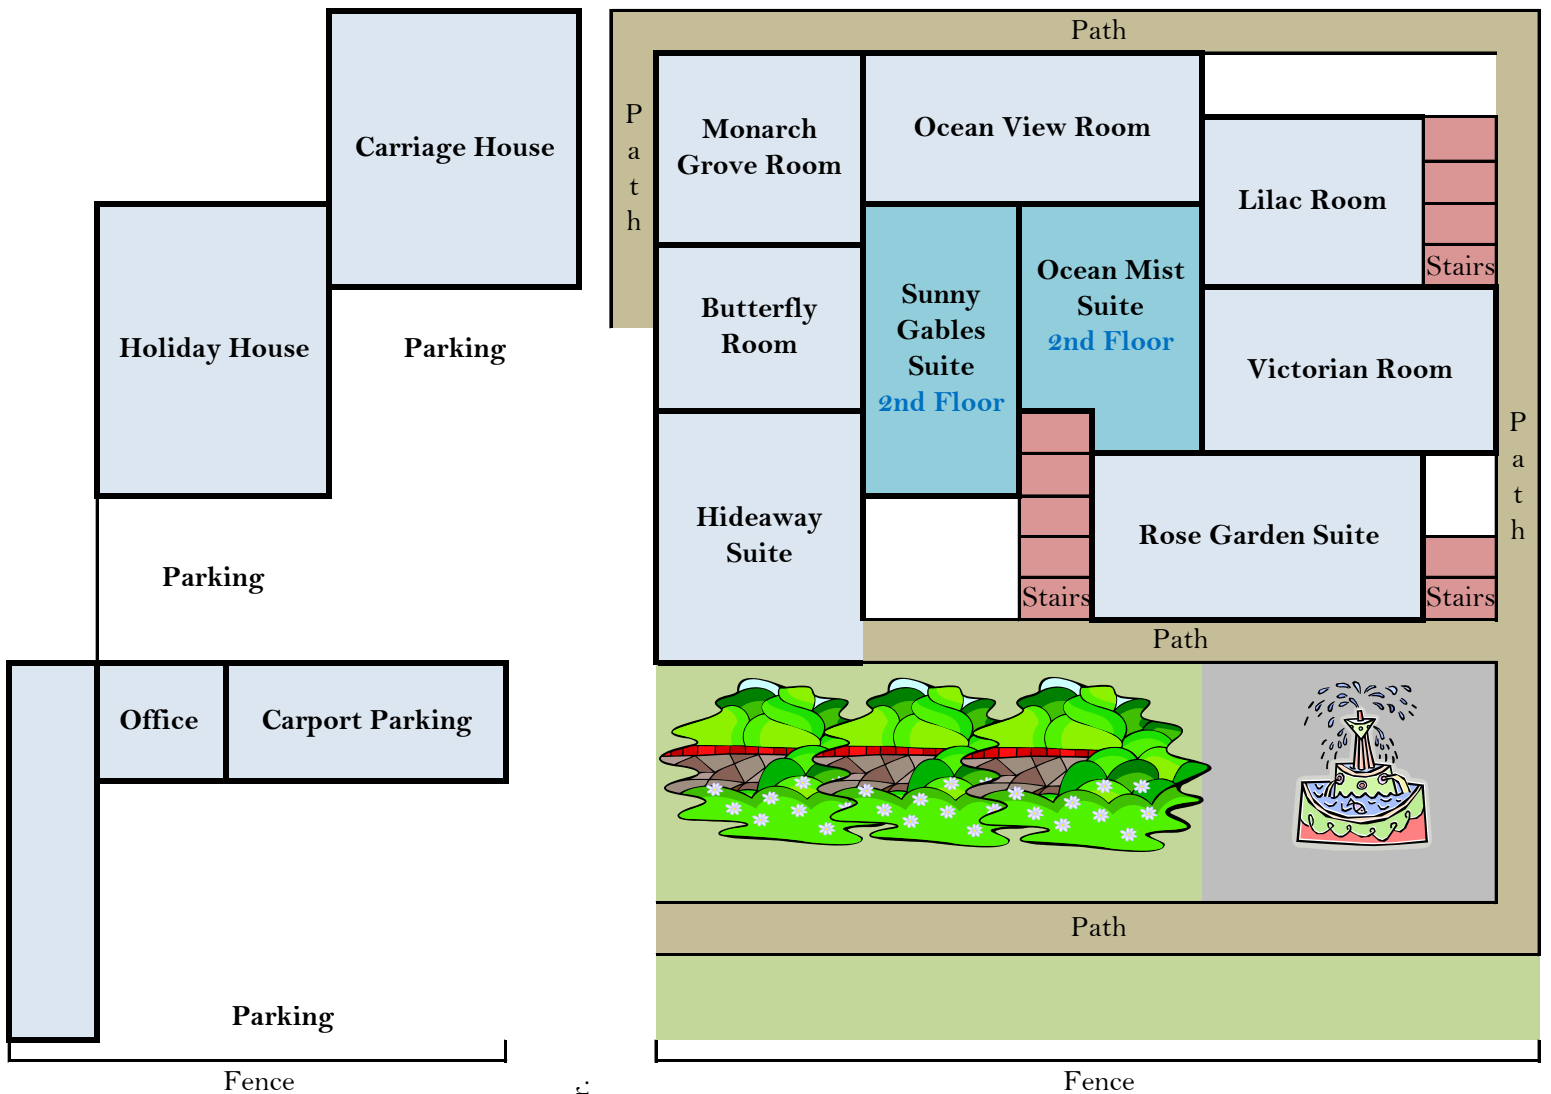 Path
P
a
t
h
Carriage House
Monarch
Grove Room
Ocean View Room
Lilac Room
Stairs
Holiday House
Parking
Butterfly
Room
Sunny
Gables
Suite
2nd Floor
Ocean Mist
Suite
2nd Floor
Victorian Room
P
a
t
h
Hideaway
Suite
Stairs
Rose Garden Suite
Stairs
Parking
Path
Office
Carport Parking
Path
Parking
Fence
Fence